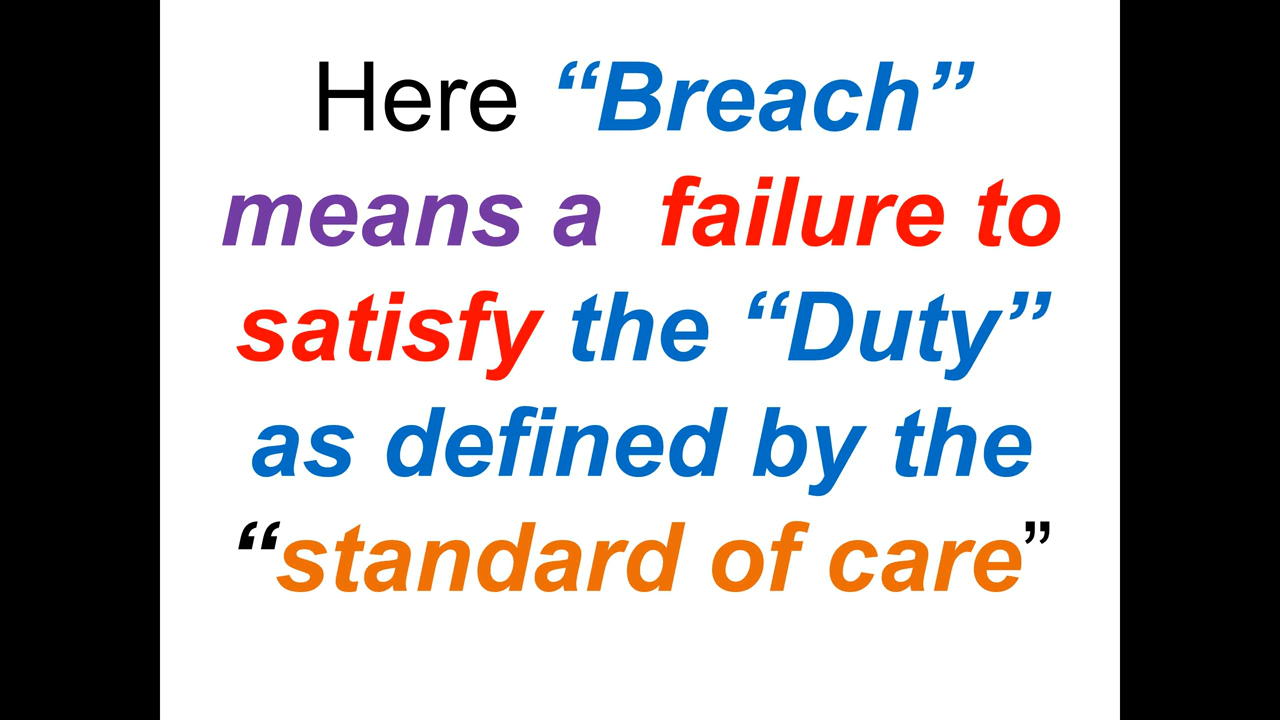 Here “Breach”
means a  failure to
satisfy the “Duty”
as defined by the
“standard of care”